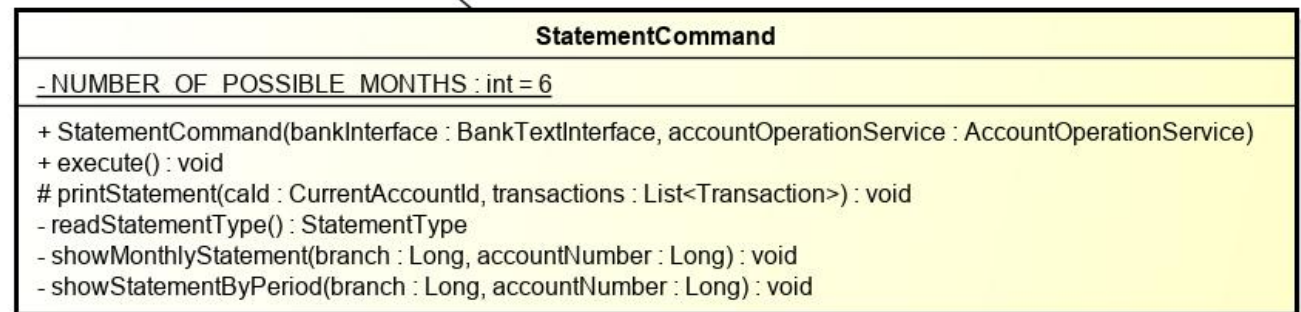 StatementCommand
- NUMBER_OF_POSSIBLE_MONTHS : int = 6
+ StatementCommand(bankInterface : BankTextInterface, accountOperationService : AccountOperationService)
+ execute() : void
# printStatement(caId : CurrentAccountId, transactions : List<Transaction>) : void
- readStatementType() : StatementType
- showMonthlyStatement(branch : Long, accountNumber : Long) : void
- showStatementByPeriod(branch : Long, accountNumber : Long) : void